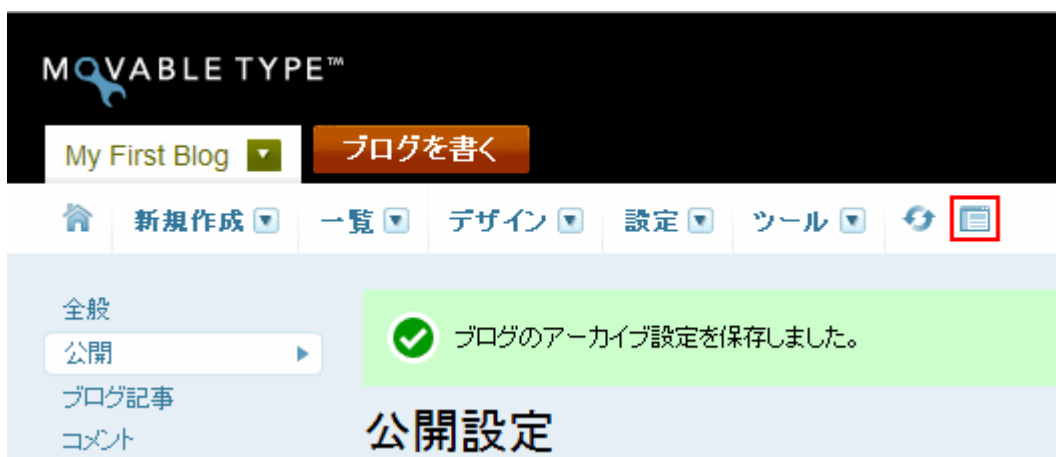 MOVABLE TYPE™
My First Blog ブログを書く
新規作成 一覧 デザイン 設定 ツール
全般
公開
ブログ記事
コメント
ブログのアーカイブ設定を保存しました。
公開設定